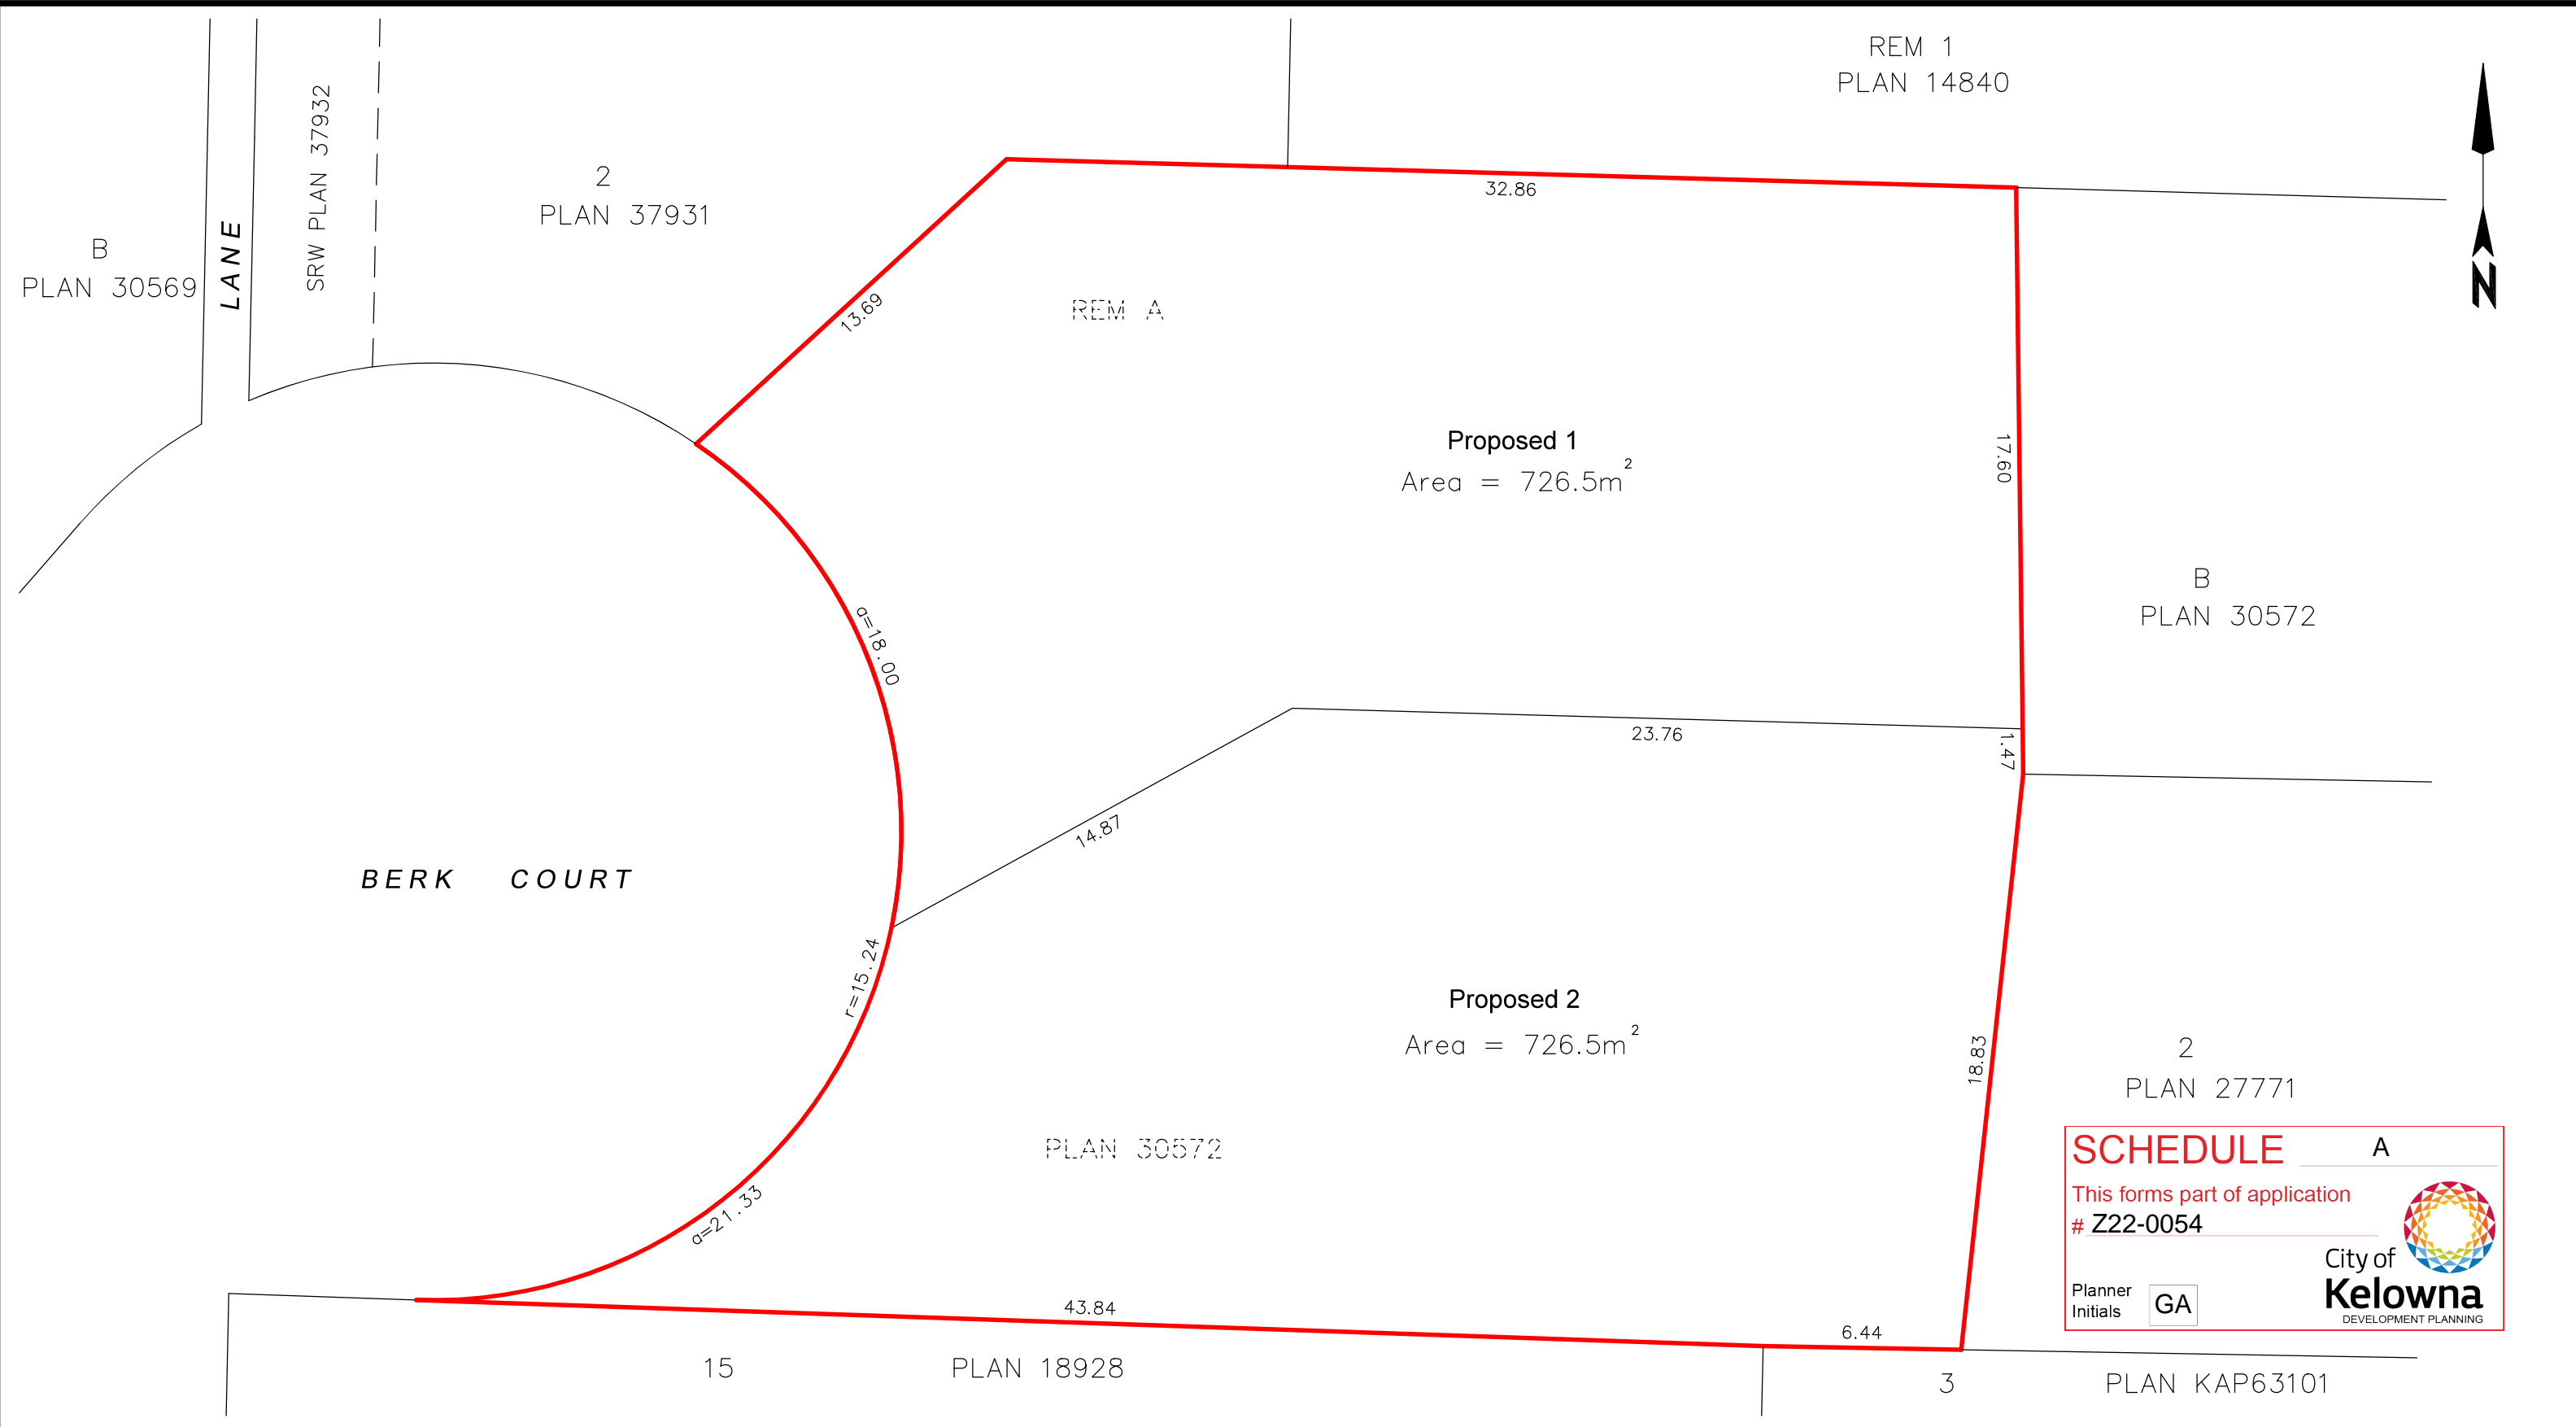 REM 1
PLAN 14840
SRW PLAN 37932
2
PLAN 37931
LANE
B
PLAN 30569
32.86
13.69
REM A
N
Proposed 1
Area = 726.5m²
17.60
B
PLAN 30572
a=18.00
23.76
1.47
14.87
BERK COURT
r=15.24
Proposed 2
Area = 726.5m²
18.83
2
PLAN 27771
PLAN 30572
a=21.33
43.84
6.44
15 PLAN 18928
3 PLAN KAP63101
SCHEDULE A
This forms part of application
# Z22-0054
City of
Kelowna
DEVELOPMENT PLANNING
Planner
Initials GA